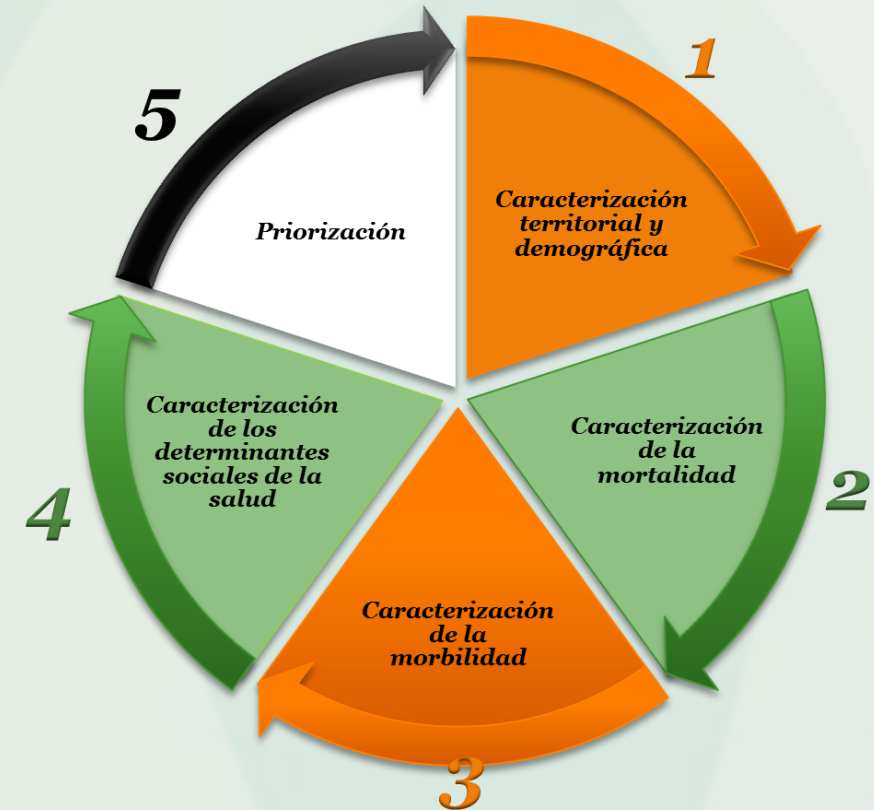 1
Caracterización
territorial y
demográfica
2
Caracterización
de la
mortalidad
3
Caracterización
de la
morbilidad
4
Caracterización
de los
determinantes
sociales de la
salud
5
Priorización